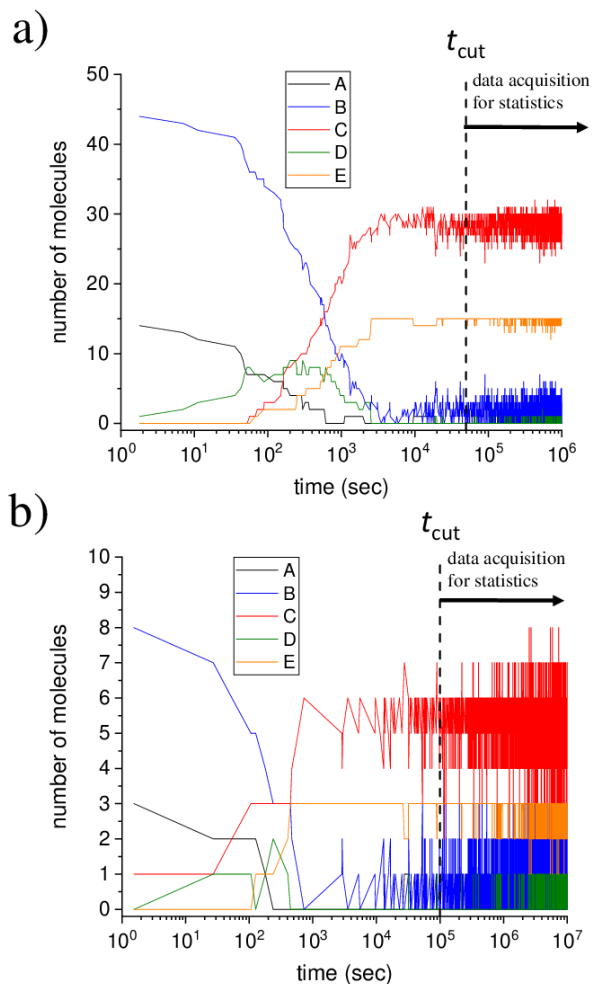 a)
t_cut
data acquisition
for statistics
A
B
C
D
E
number of molecules
50
40
30
20
10
0
10^0 10^1 10^2 10^3 10^4 10^5 10^6
time (sec)
b)
t_cut
data acquisition
for statistics
A
B
C
D
E
number of molecules
10
9
8
7
6
5
4
3
2
1
0
10^0 10^1 10^2 10^3 10^4 10^5 10^6 10^7
time (sec)